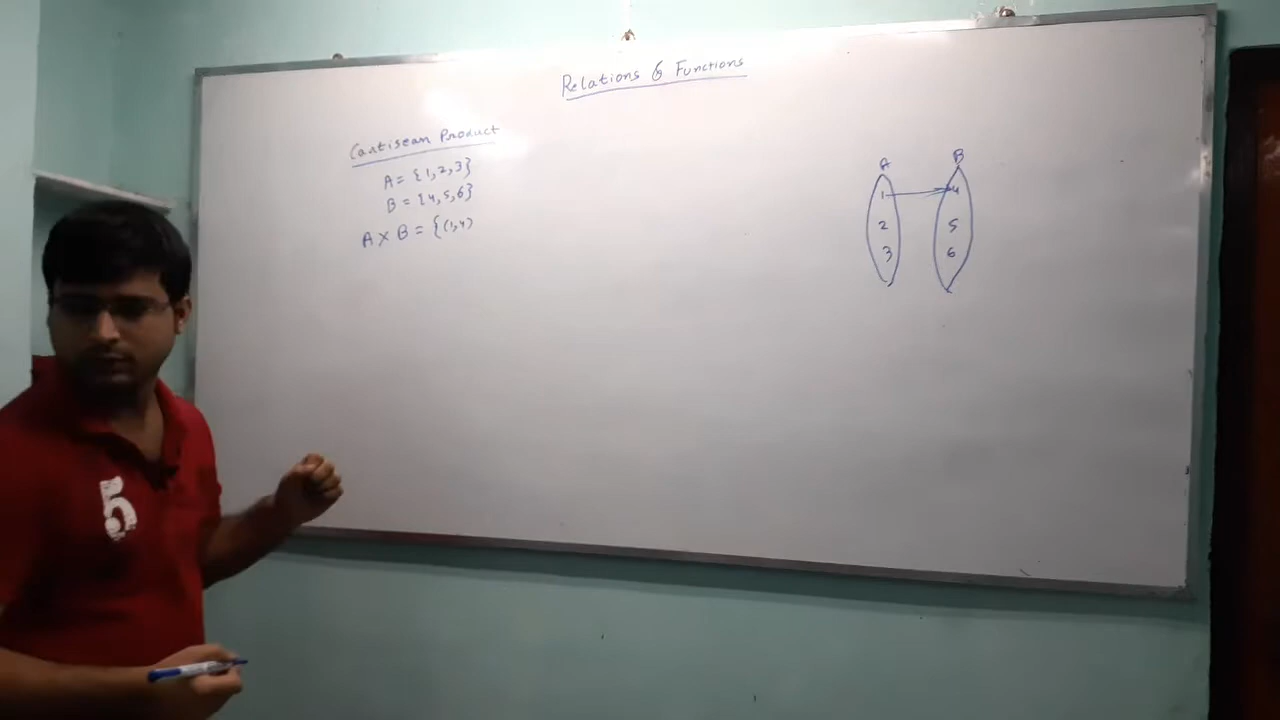 Relations & Functions
Cartisean Product
A = {1,2,3}
B = {4,5,6}
A × B = {(1,4)
A B
1 4
2 5
3 6
5